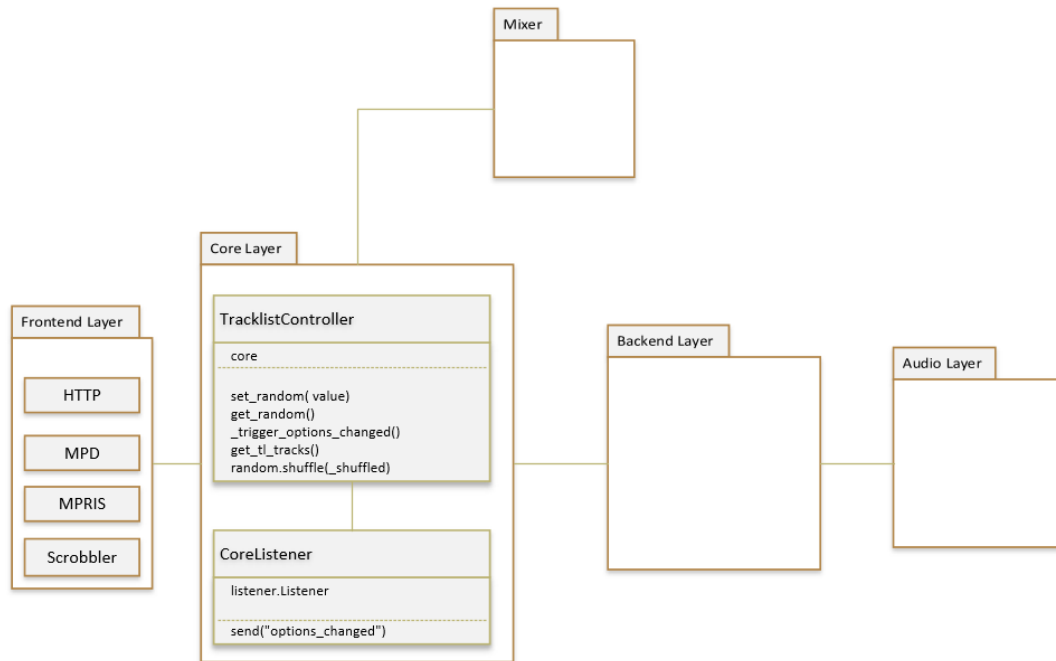 Mixer
Core Layer
TracklistController
core
set_random( value)
get_random()
_trigger_options_changed()
get_tl_tracks()
random.shuffle(_shuffled)
CoreListener
listener.Listener
send("options_changed")
Frontend Layer
HTTP
MPD
MPRIS
Scrobbler
Backend Layer
Audio Layer